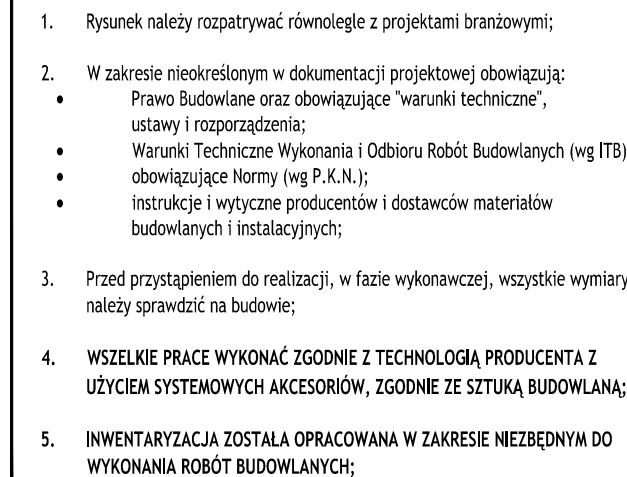 1. Rysunek należy rozpatrywać równolegle z projektami branżowymi;
2. W zakresie nieokreślonym w dokumentacji projektowej obowiązują:
• Prawo Budowlane oraz obowiązujące "warunki techniczne",
ustawy i rozporządzenia;
• Warunki Techniczne Wykonania i Odbioru Robót Budowlanych (wg ITB)
• obowiązujące Normy (wg P.K.N.);
• instrukcje i wytyczne producentów i dostawców materiałów
budowlanych i instalacyjnych;
3. Przed przystąpieniem do realizacji, w fazie wykonawczej, wszystkie wymiary
należy sprawdzić na budowie;
4. WSZELKIE PRACE WYKONAĆ ZGODNIE Z TECHNOLOGIĄ PRODUCENTA Z
UŻYCIEM SYSTEMOWYCH AKCESORIÓW, ZGODNIE ZE SZTUKĄ BUDOWLANĄ;
5. INWENTARYZACJA ZOSTAŁA OPRACOWANA W ZAKRESIE NIEZBĘDNYM DO
WYKONANIA ROBÓT BUDOWLANYCH;